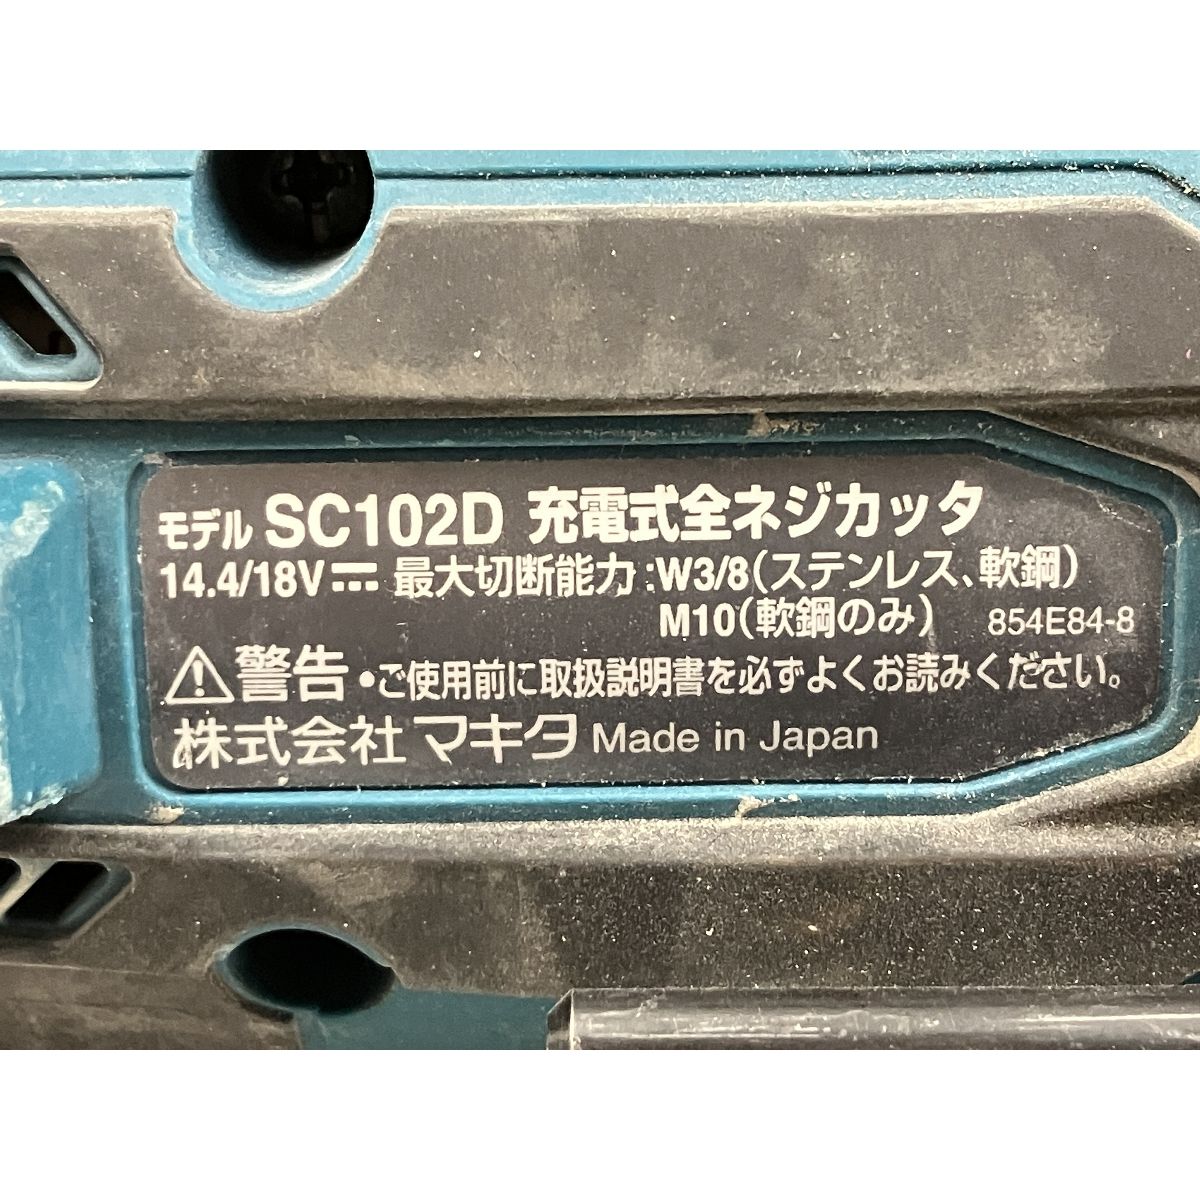 モデル SC102D 充電式全ネジカッタ
14.4/18V⎓ 最大切断能力:W3/8(ステンレス、軟鋼)
M10(軟鋼のみ) 854E84-8
⚠警告 •ご使用前に取扱説明書を必ずよくお読みください。
株式会社マキタ Made in Japan